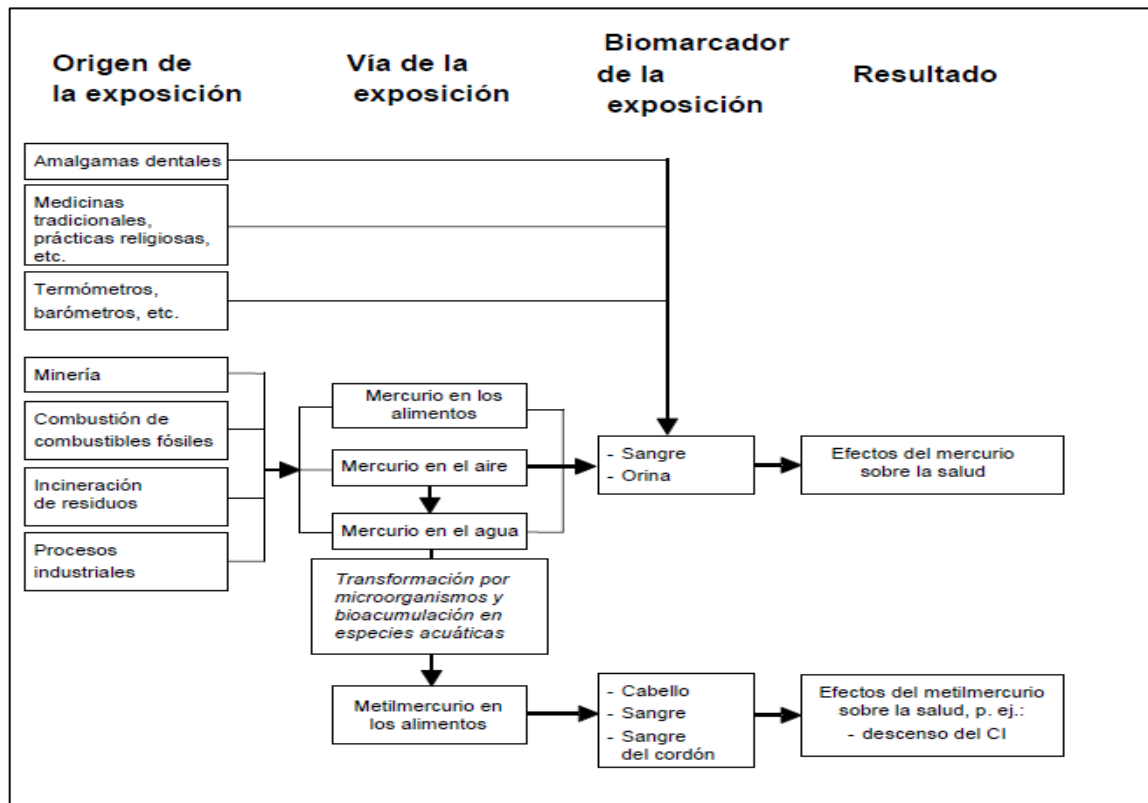 Origen de
la exposición
Vía de la
exposición
Biomarcador
de la
exposición
Resultado
Amalgamas dentales
Medicinas
tradicionales,
prácticas religiosas,
etc.
Termómetros,
barómetros, etc.
Minería
Combustión de
combustibles fósiles
Incineración
de residuos
Procesos
industriales
Mercurio en los
alimentos
Mercurio en el aire
Mercurio en el agua
Transformación por
microorganismos y
bioacumulación en
especies acuáticas
Metilmercurio en
los alimentos
- Sangre
- Orina
- Cabello
- Sangre
- Sangre
del cordón
Efectos del mercurio
sobre la salud
Efectos del metilmercurio
sobre la salud, p. ej.:
- descenso del CI